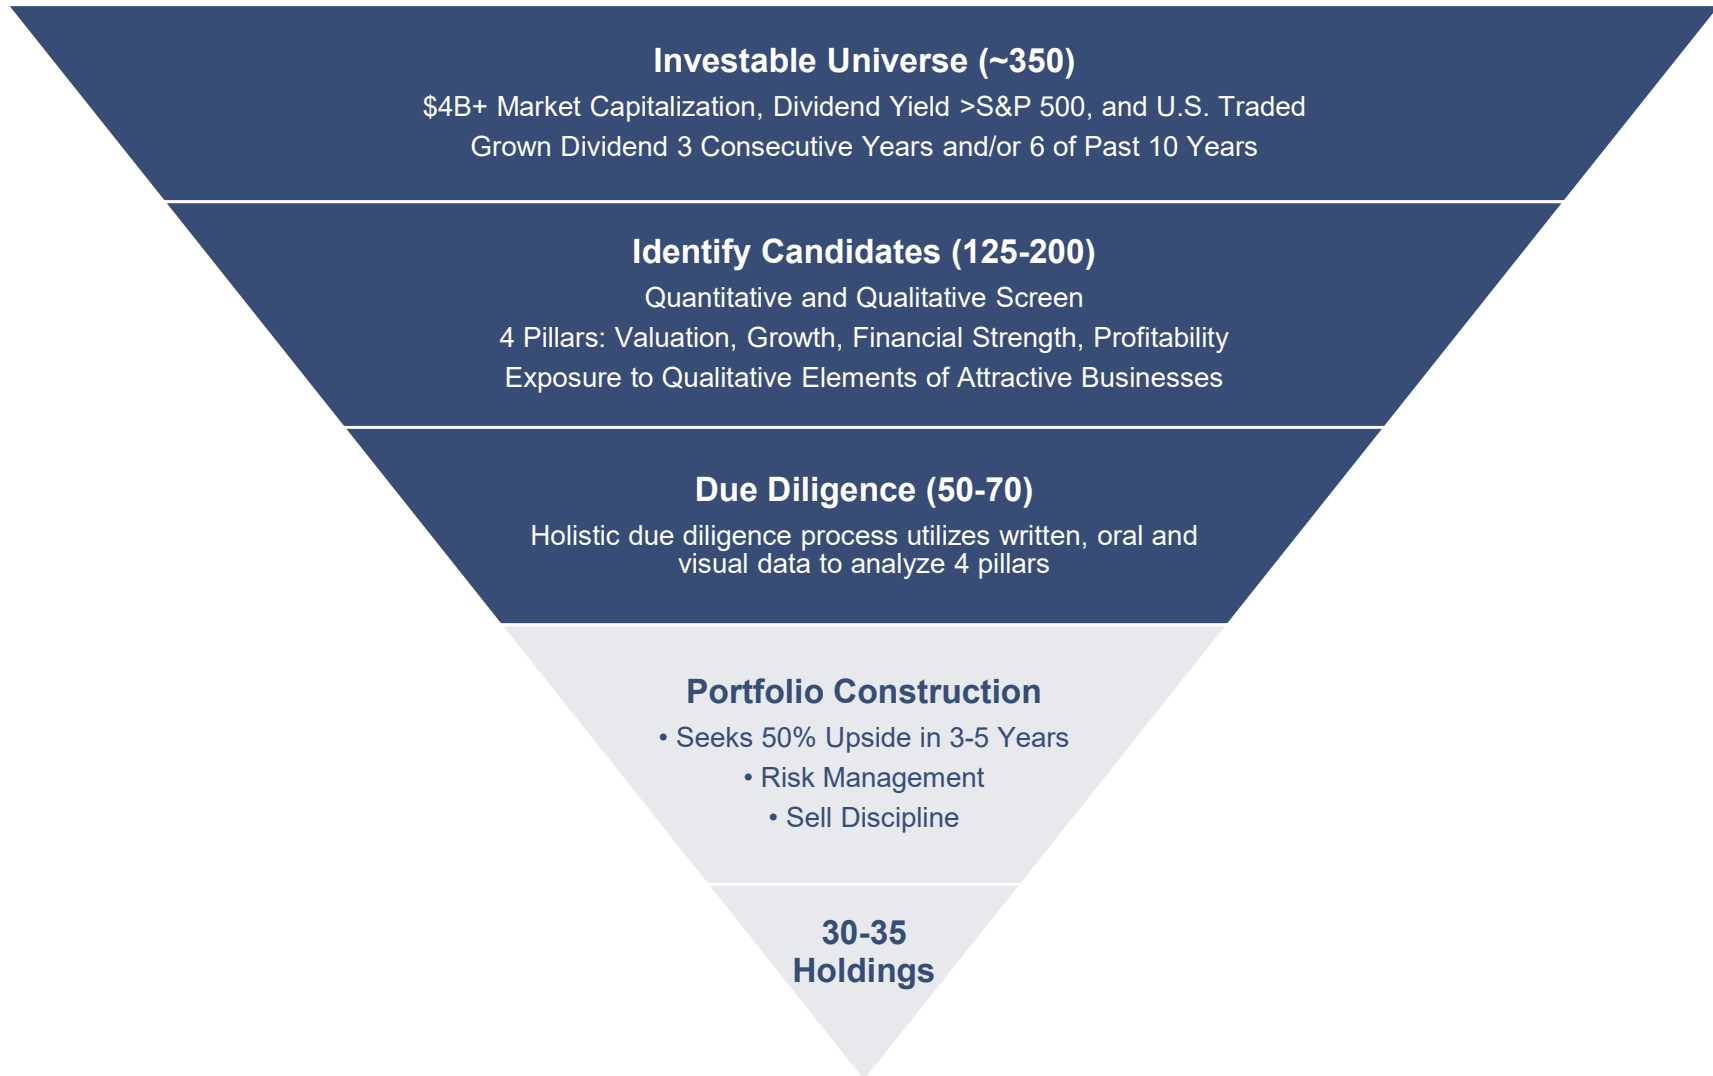 Investable Universe (~350)
$4B+ Market Capitalization, Dividend Yield >S&P 500, and U.S. Traded
Grown Dividend 3 Consecutive Years and/or 6 of Past 10 Years
Identify Candidates (125-200)
Quantitative and Qualitative Screen
4 Pillars: Valuation, Growth, Financial Strength, Profitability
Exposure to Qualitative Elements of Attractive Businesses
Due Diligence (50-70)
Holistic due diligence process utilizes written, oral and
visual data to analyze 4 pillars
Portfolio Construction
• Seeks 50% Upside in 3-5 Years
• Risk Management
• Sell Discipline
30-35
Holdings